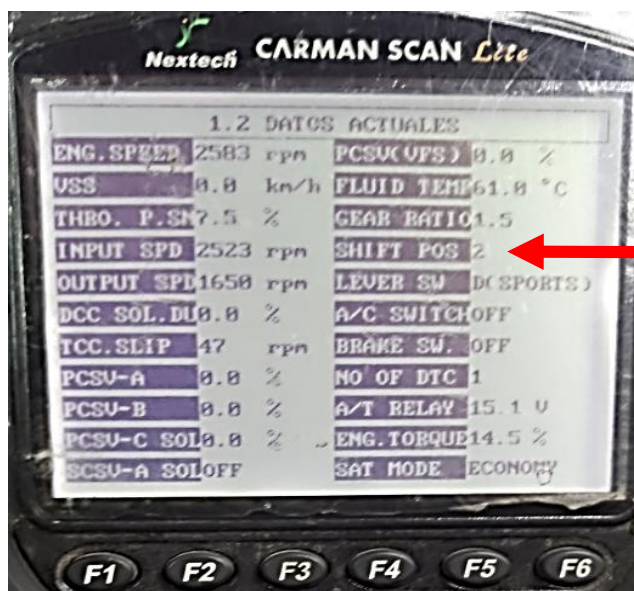 Nextech CARMAN SCAN Lite
1.2 DATOS ACTUALES
ENG.SPEED 2583 rpm PCSV(VFS) 0.0 %
VSS 0.0 km/h FLUID TEMP 61.0 °C
THRO. P.SN 7.5 % GEAR RATIO 1.5
INPUT SPD 2523 rpm SHIFT POS 2
OUTPUT SPD 1650 rpm LEVER SW D(SPORTS)
DCC SOL.DU 0.0 % A/C SWITCH OFF
TCC.SLIP 47 rpm BRAKE SW. OFF
PCSV-A 0.0 % NO OF DTC 1
PCSV-B 0.0 % A/T RELAY 15.1 V
PCSV-C SOL 0.0 % ENG.TORQUE 14.5 %
SCSV-A SOL OFF SAT MODE ECONOMY
F1 F2 F3 F4 F5 F6